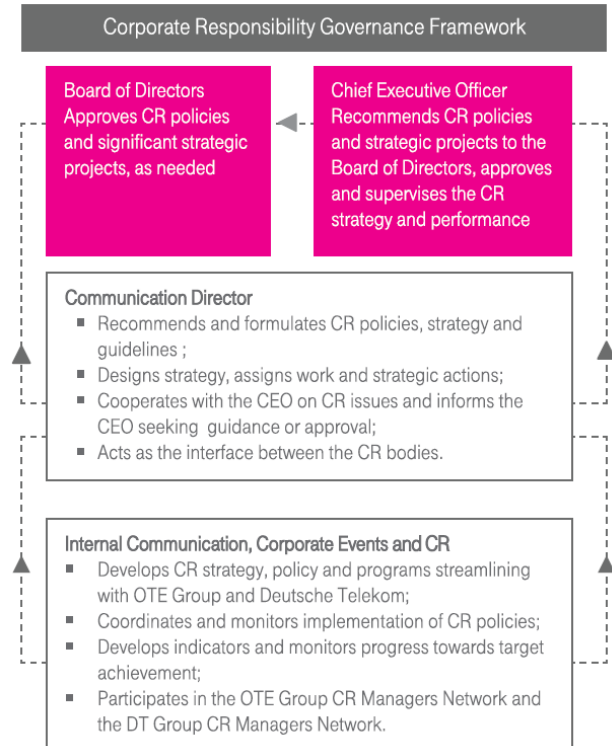 Corporate Responsibility Governance Framework
Board of Directors
Approves CR policies
and significant strategic
projects, as needed
Chief Executive Officer
Recommends CR policies
and strategic projects to the
Board of Directors, approves
and supervises the CR
strategy and performance
Communication Director
▪ Recommends and formulates CR policies, strategy and
guidelines ;
▪ Designs strategy, assigns work and strategic actions;
▪ Cooperates with the CEO on CR issues and informs the
CEO seeking guidance or approval;
▪ Acts as the interface between the CR bodies.
Internal Communication, Corporate Events and CR
▪ Develops CR strategy, policy and programs streamlining
with OTE Group and Deutsche Telekom;
▪ Coordinates and monitors implementation of CR policies;
▪ Develops indicators and monitors progress towards target
achievement;
▪ Participates in the OTE Group CR Managers Network and
the DT Group CR Managers Network.